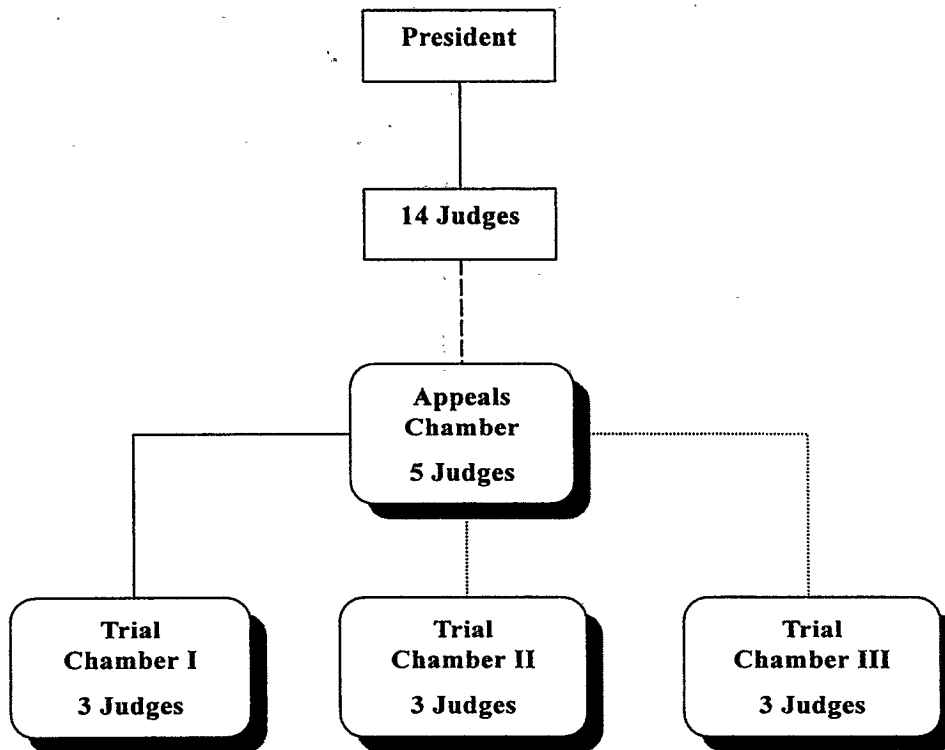 President
14 Judges
Appeals
Chamber
5 Judges
Trial
Chamber I
3 Judges
Trial
Chamber II
3 Judges
Trial
Chamber III
3 Judges